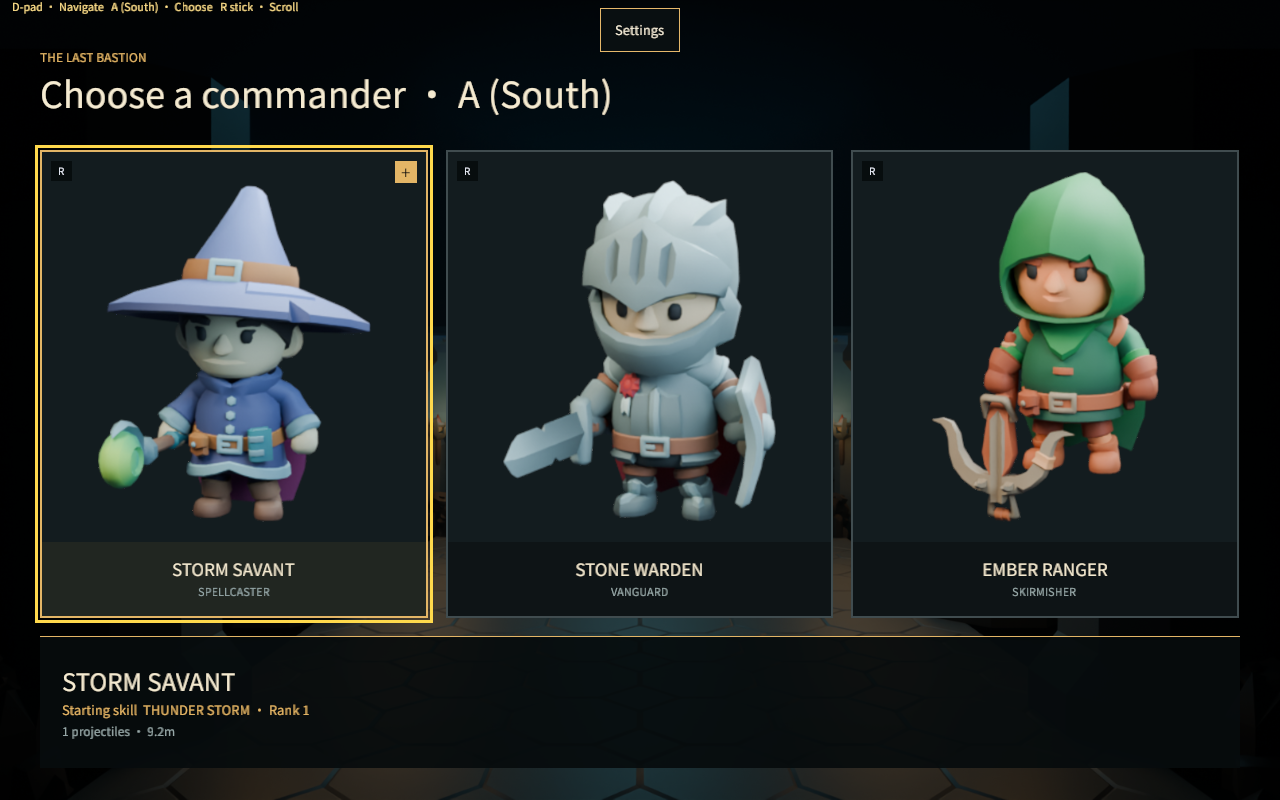 D-pad • Navigate A (South) • Choose R stick • Scroll
Settings
THE LAST BASTION
Choose a commander • A (South)
R
+
R
R
STORM SAVANT
SPELLCASTER
STONE WARDEN
VANGUARD
EMBER RANGER
SKIRMISHER
STORM SAVANT
Starting skill THUNDER STORM • Rank 1
1 projectiles • 9.2m